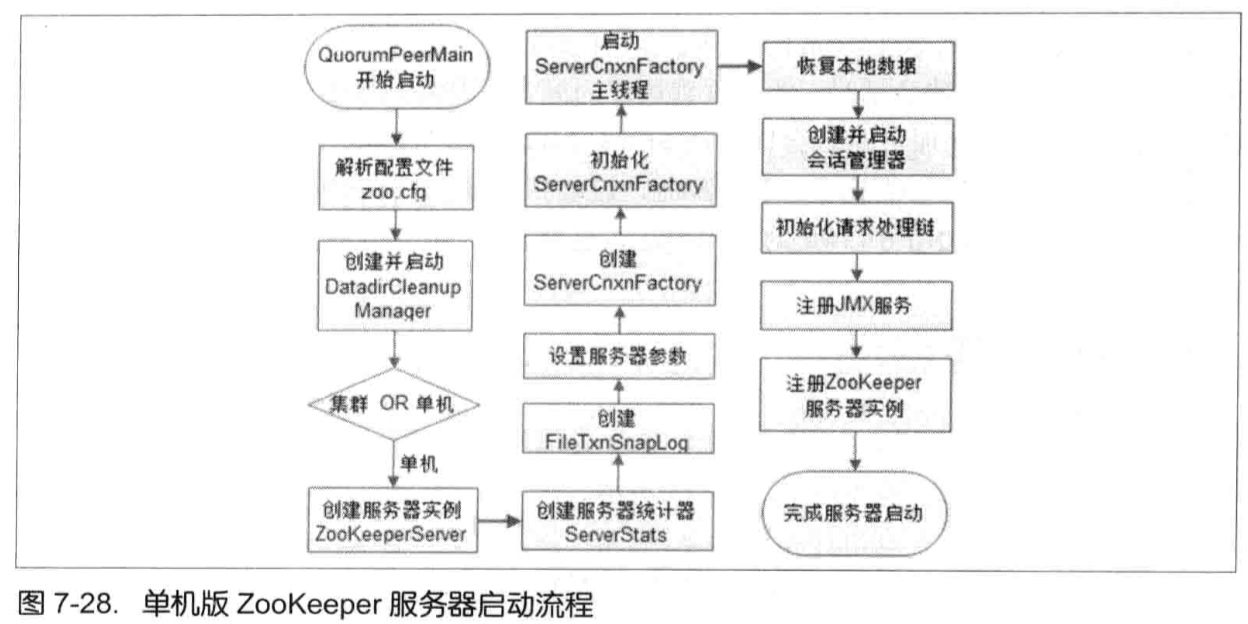 QuorumPeerMain
开始启动
解析配置文件
zoo.cfg
创建并启动
DatadirCleanup
Manager
集群 OR 单机
单机
创建服务器实例
ZooKeeperServer
创建服务器统计器
ServerStats
创建
FileTxnSnapLog
设置服务器参数
创建
ServerCnxnFactory
初始化
ServerCnxnFactory
启动
ServerCnxnFactory
主线程
恢复本地数据
创建并启动
会话管理器
初始化请求处理链
注册JMX服务
注册ZooKeeper
服务器实例
完成服务器启动
图 7-28. 单机版 ZooKeeper 服务器启动流程